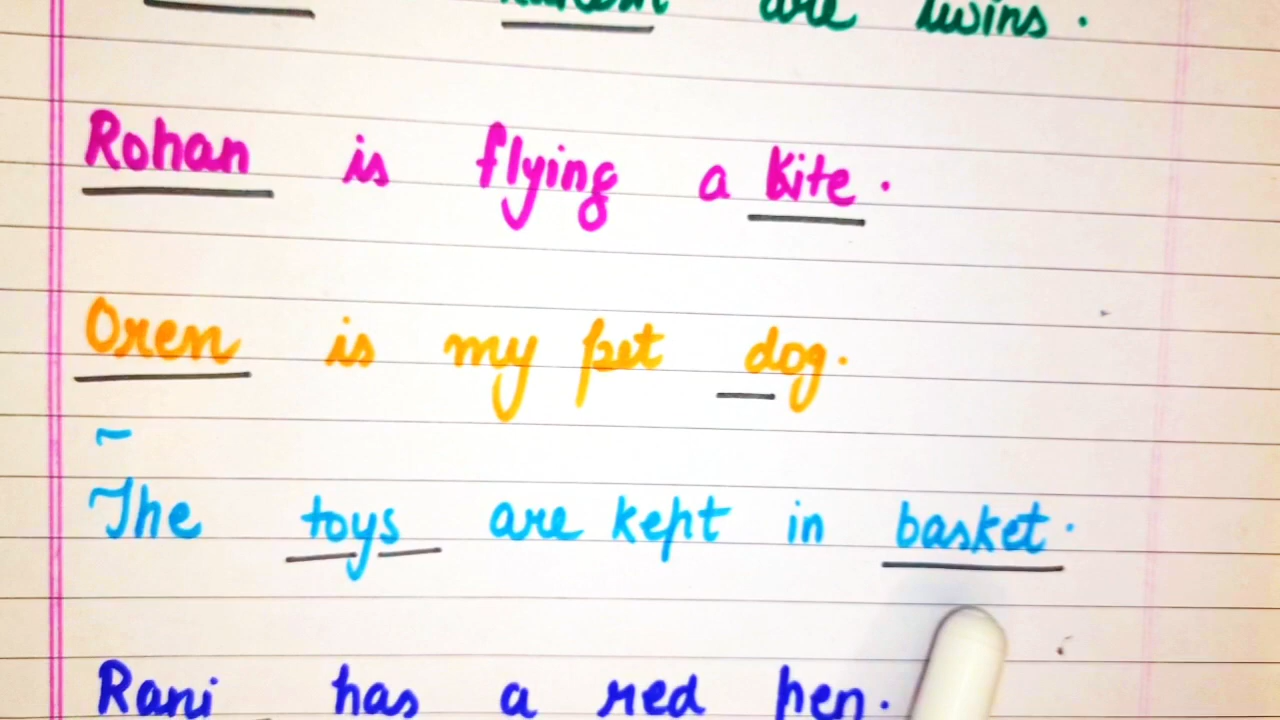 are twins.
Rohan is flying a kite.
Oren is my pet dog.
The toys are kept in basket.
Rani has a red hen.